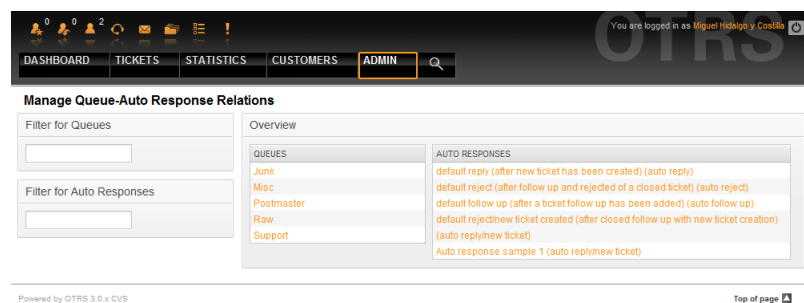 0 0 2
You are logged in as Miguel Hidalgo y Costilla
OTRS
DASHBOARD TICKETS STATISTICS CUSTOMERS ADMIN
Manage Queue-Auto Response Relations
Filter for Queues
Filter for Auto Responses
Overview
QUEUES
Junk
Misc
Postmaster
Raw
Support
AUTO RESPONSES
default reply (after new ticket has been created) (auto reply)
default reject (after follow up and rejected of a closed ticket) (auto reject)
default follow up (after a ticket follow up has been added) (auto follow up)
default reject/new ticket created (after closed follow up with new ticket creation)
(auto reply/new ticket)
Auto response sample 1 (auto reply/new ticket)
Powered by OTRS 3.0.x CVS
Top of page